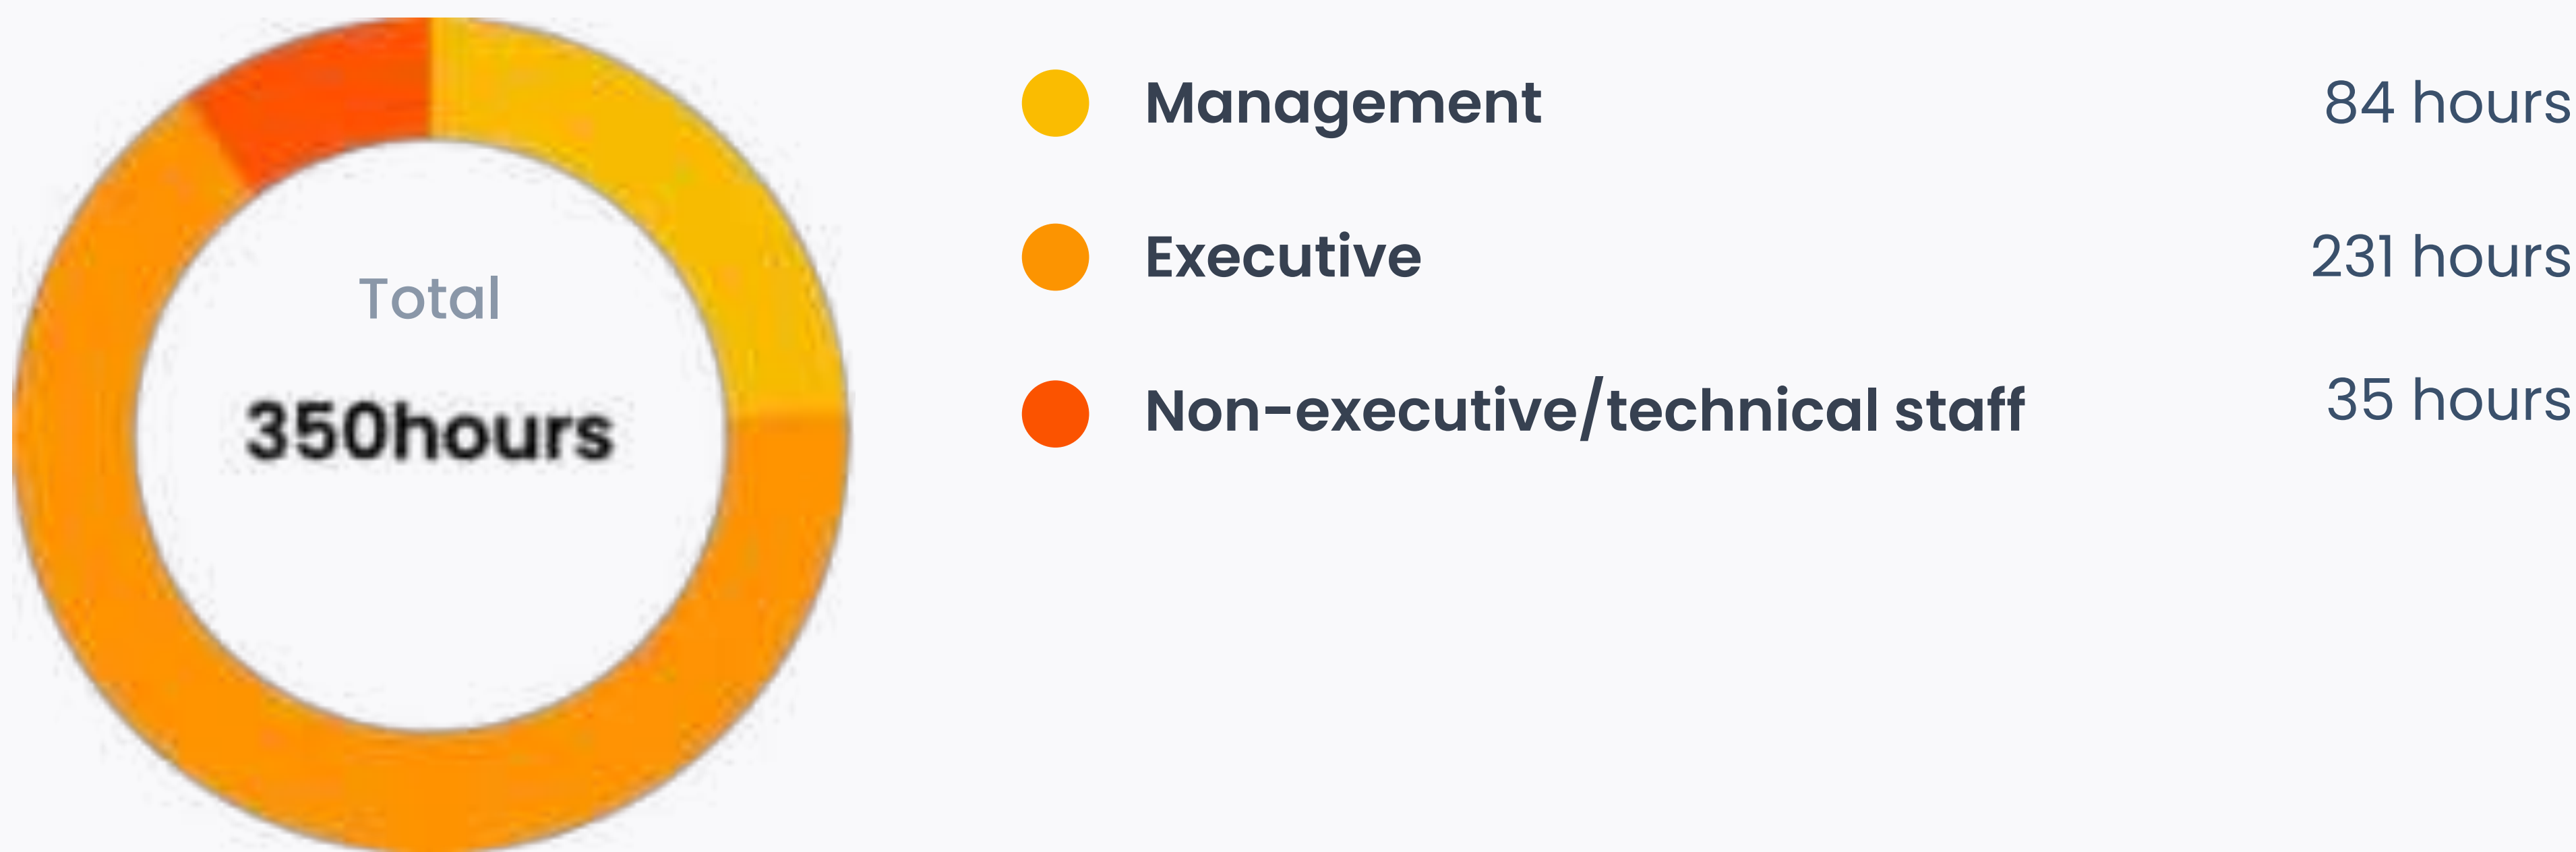 Total
350hours
Management 84 hours
Executive 231 hours
Non-executive/technical staff 35 hours